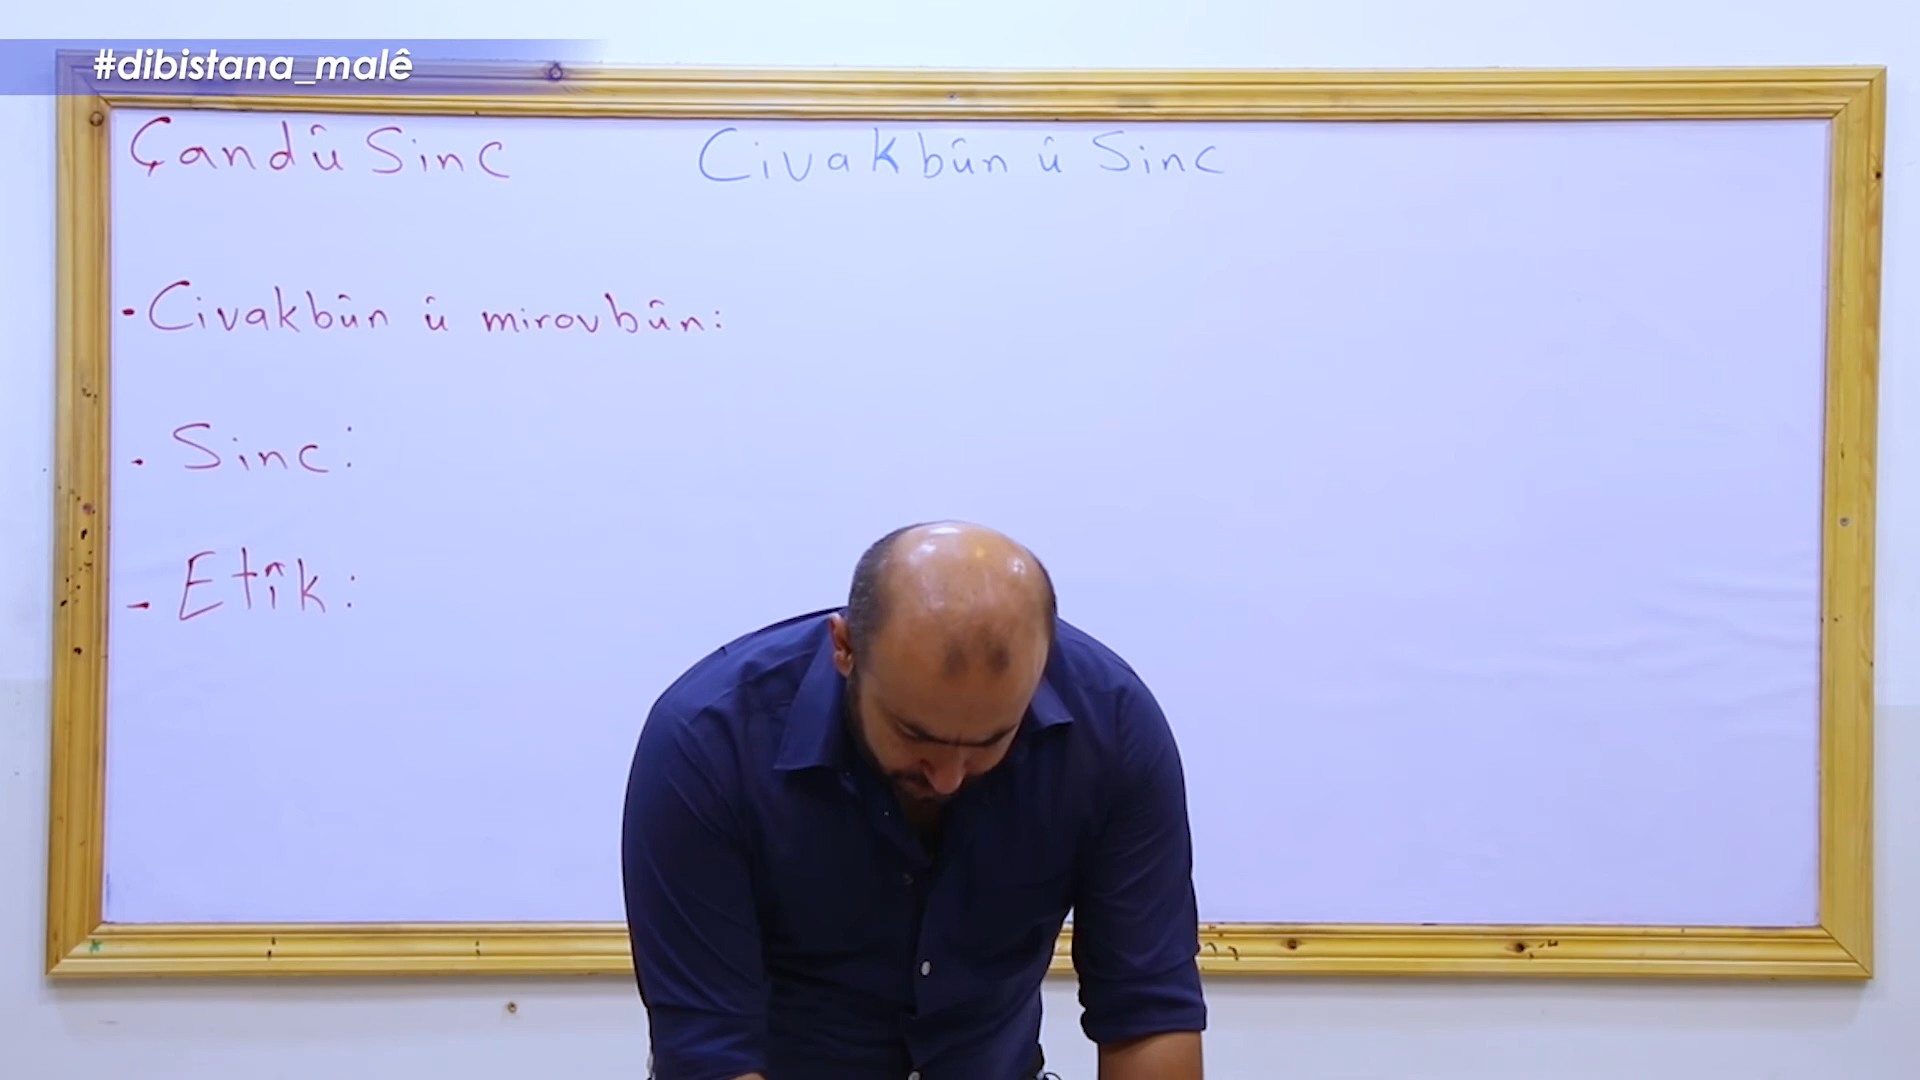 #dibistana_malê
Çand û Sinc
Civakbûn û Sinc
• Civakbûn û mirovbûn:
• Sinc:
- Etîk: